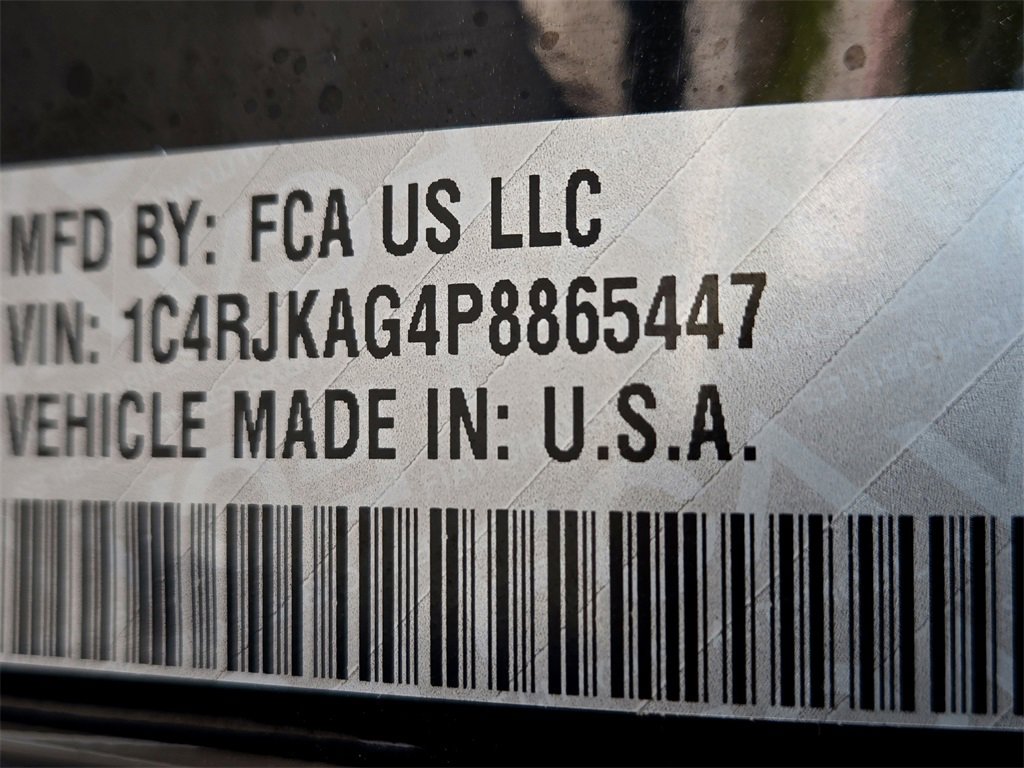 MFD BY: FCA US LLC
VIN: 1C4RJKAG4P8865447
VEHICLE MADE IN: U.S.A.